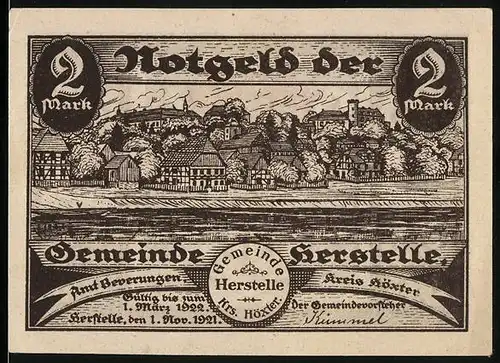 2 Mark
Notgeld der
2 Mark
Gemeinde Herstelle.
Amt Beverungen.
Kreis Höxter
Gemeinde
Herstelle
Krs. Höxter.
Gültig bis zum
1. März 1922.
Herstelle, den 1. Nov. 1921.
Der Gemeindevorsteher
Kümmel